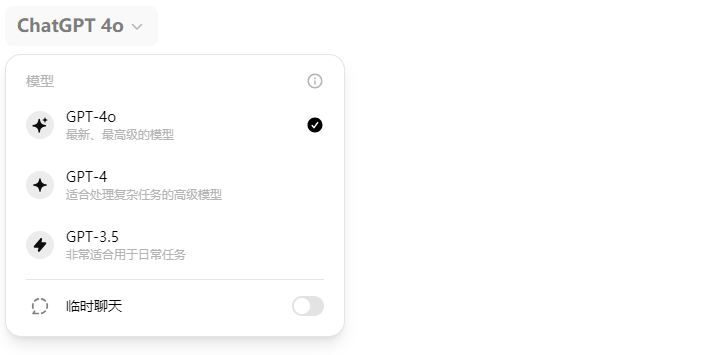 ChatGPT 4o
模型
GPT-4o
最新、最高级的模型
GPT-4
适合处理复杂任务的高级模型
GPT-3.5
非常适合用于日常任务
临时聊天